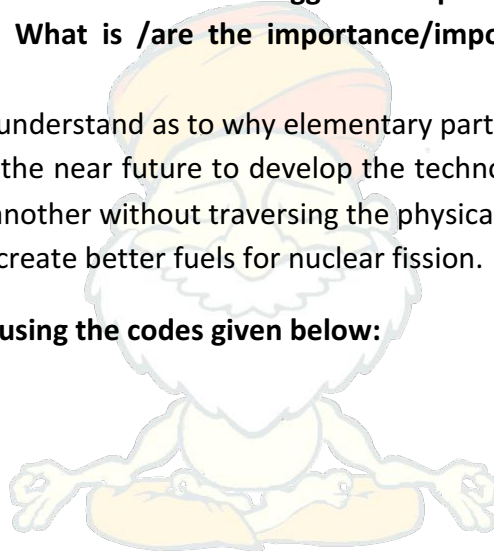 What is /are the importance/impo
understand as to why elementary part
the near future to develop the techno
another without traversing the physica
create better fuels for nuclear fission.
using the codes given below: